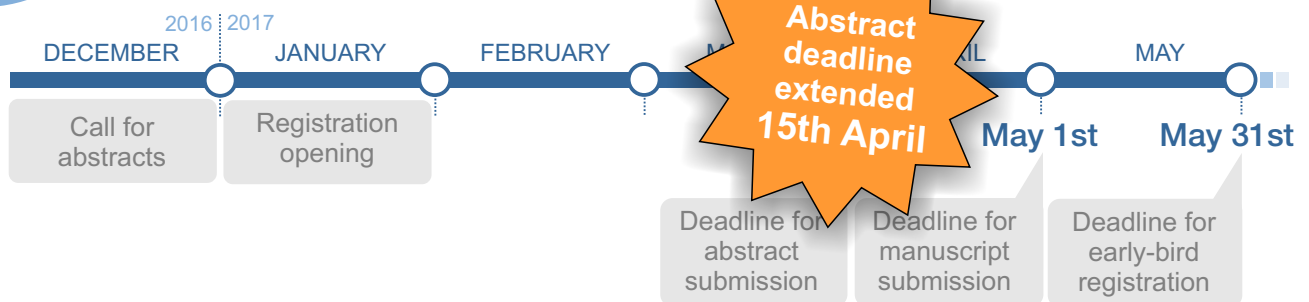 2016 2017
DECEMBER JANUARY FEBRUARY MAY
Abstract
deadline
extended
15th April
May 1st May 31st
Call for
abstracts
Registration
opening
Deadline for
abstract
submission
Deadline for
manuscript
submission
Deadline for
early-bird
registration